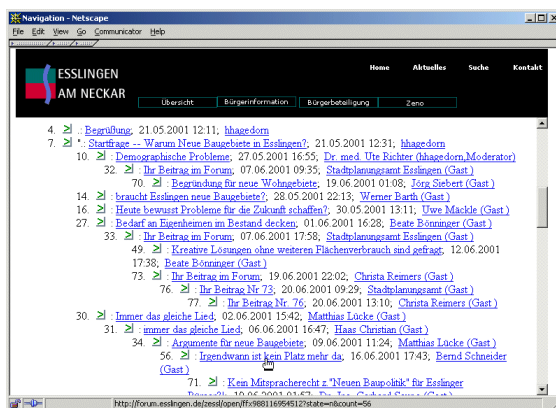 Navigation - Netscape
File Edit View Go Communicator Help
ESSLINGEN
AM NECKAR
Home Aktuelles Suche Kontakt
Übersicht Bürgerinformation Bürgerbeteiligung Zeno
4. .: Begrüßung; 21.05.2001 12:11; hhagedorn
7. ".: Startfrage -- Warum Neue Baugebiete in Esslingen?; 21.05.2001 12:31; hhagedorn
10. : Demographische Probleme; 27.05.2001 16:55; Dr. med. Ute Richter (hhagedorn,Moderator)
32. : Ihr Beitrag im Forum; 07.06.2001 09:35; Stadtplanungsamt Esslingen (Gast )
70. : Begründung für neue Wohngebiete; 19.06.2001 01:08; Jörg Siebert (Gast )
14. : braucht Esslingen neue Baugebiete?; 28.05.2001 22:13; Werner Barth (Gast )
16. : Heute bewusst Probleme für die Zukunft schaffen?; 30.05.2001 13:11; Uwe Mäckle (Gast )
27. : Bedarf an Eigenheimen im Bestand decken; 01.06.2001 16:28; Beate Bönninger (Gast )
33. : Ihr Beitrag im Forum; 07.06.2001 17:58; Stadtplanungsamt Esslingen (Gast )
49. : Kreative Lösungen ohne weiteren Flächenverbrauch sind gefragt; 12.06.2001
17:38; Beate Bönninger (Gast )
73. : Ihr Beitrag im Forum; 19.06.2001 22:02; Christa Reimers (Gast )
76. : Ihr Beitrag Nr 73; 20.06.2001 09:29; Stadtplanungsamt (Gast )
77. : Ihr Beitrag Nr. 76; 20.06.2001 13:10; Christa Reimers (Gast )
30. : Immer das gleiche Lied; 02.06.2001 15:42; Matthias Lücke (Gast )
31. : immer das gleiche Lied; 06.06.2001 16:47; Haas Christian (Gast )
34. : Argumente für neue Baugebiete; 09.06.2001 11:24; Matthias Lücke (Gast )
56. : Irgendwann ist kein Platz mehr da; 16.06.2001 17:43; Bernd Schneider
(Gast )
71. : Kein Mitspracherecht z."Neuen Baupolitik" für Esslinger
http://forum.esslingen.de/zessl/open/ffx9881169545127state=n&count=56